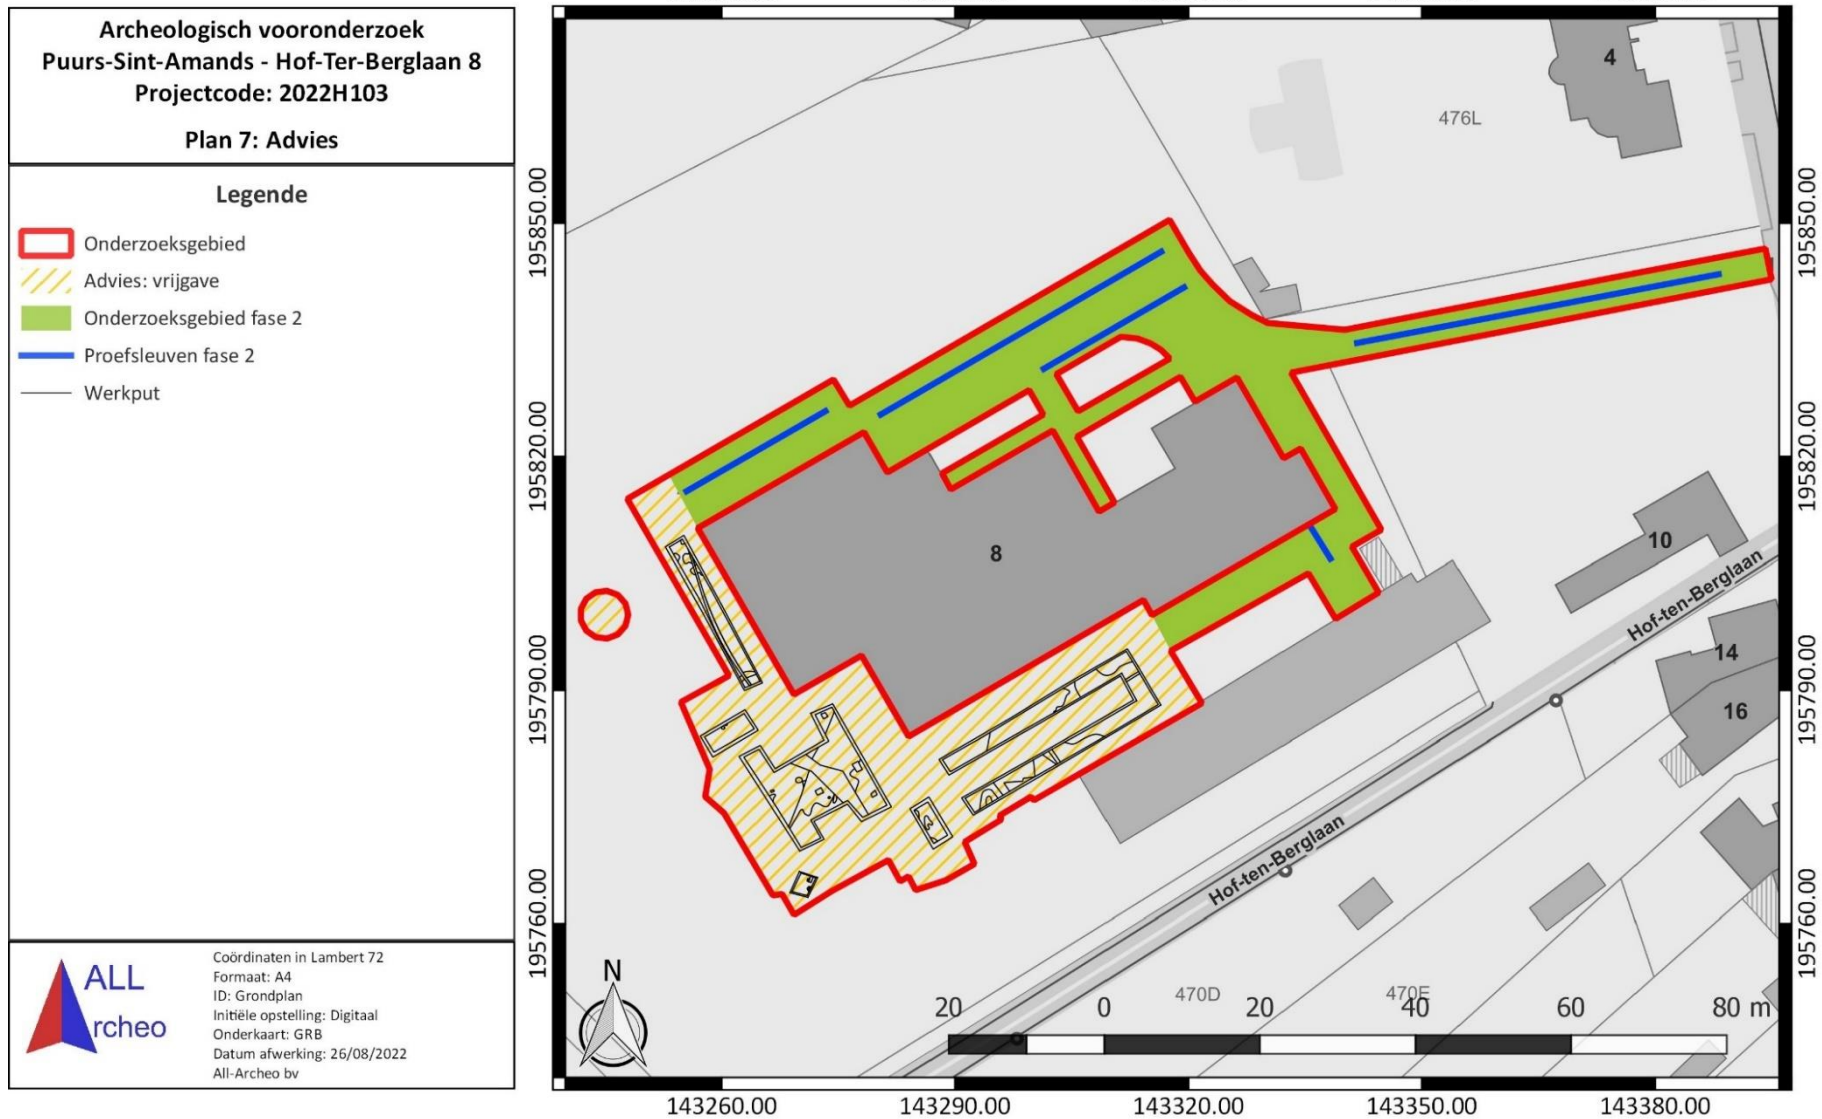 Archeologisch vooronderzoek
Puurs-Sint-Amands - Hof-Ter-Berglaan 8
Projectcode: 2022H103
Plan 7: Advies
Legende
Onderzoeksgebied
Advies: vrijgave
Onderzoeksgebied fase 2
Proefsleuven fase 2
Werkput
ALL
rcheo
Coördinaten in Lambert 72
Formaat: A4
ID: Grondplan
Initiële opstelling: Digitaal
Onderkaart: GRB
Datum afwerking: 26/08/2022
All-Archeo bv
195850.00
195820.00
195790.00
195760.00
4
476L
8
10
14
16
Hof-ten-Berglaan
Hof-ten-Berglaan
470D
470E
N
20 0 20 40 60 80 m
195850.00
195820.00
195790.00
195760.00
143260.00 143290.00 143320.00 143350.00 143380.00